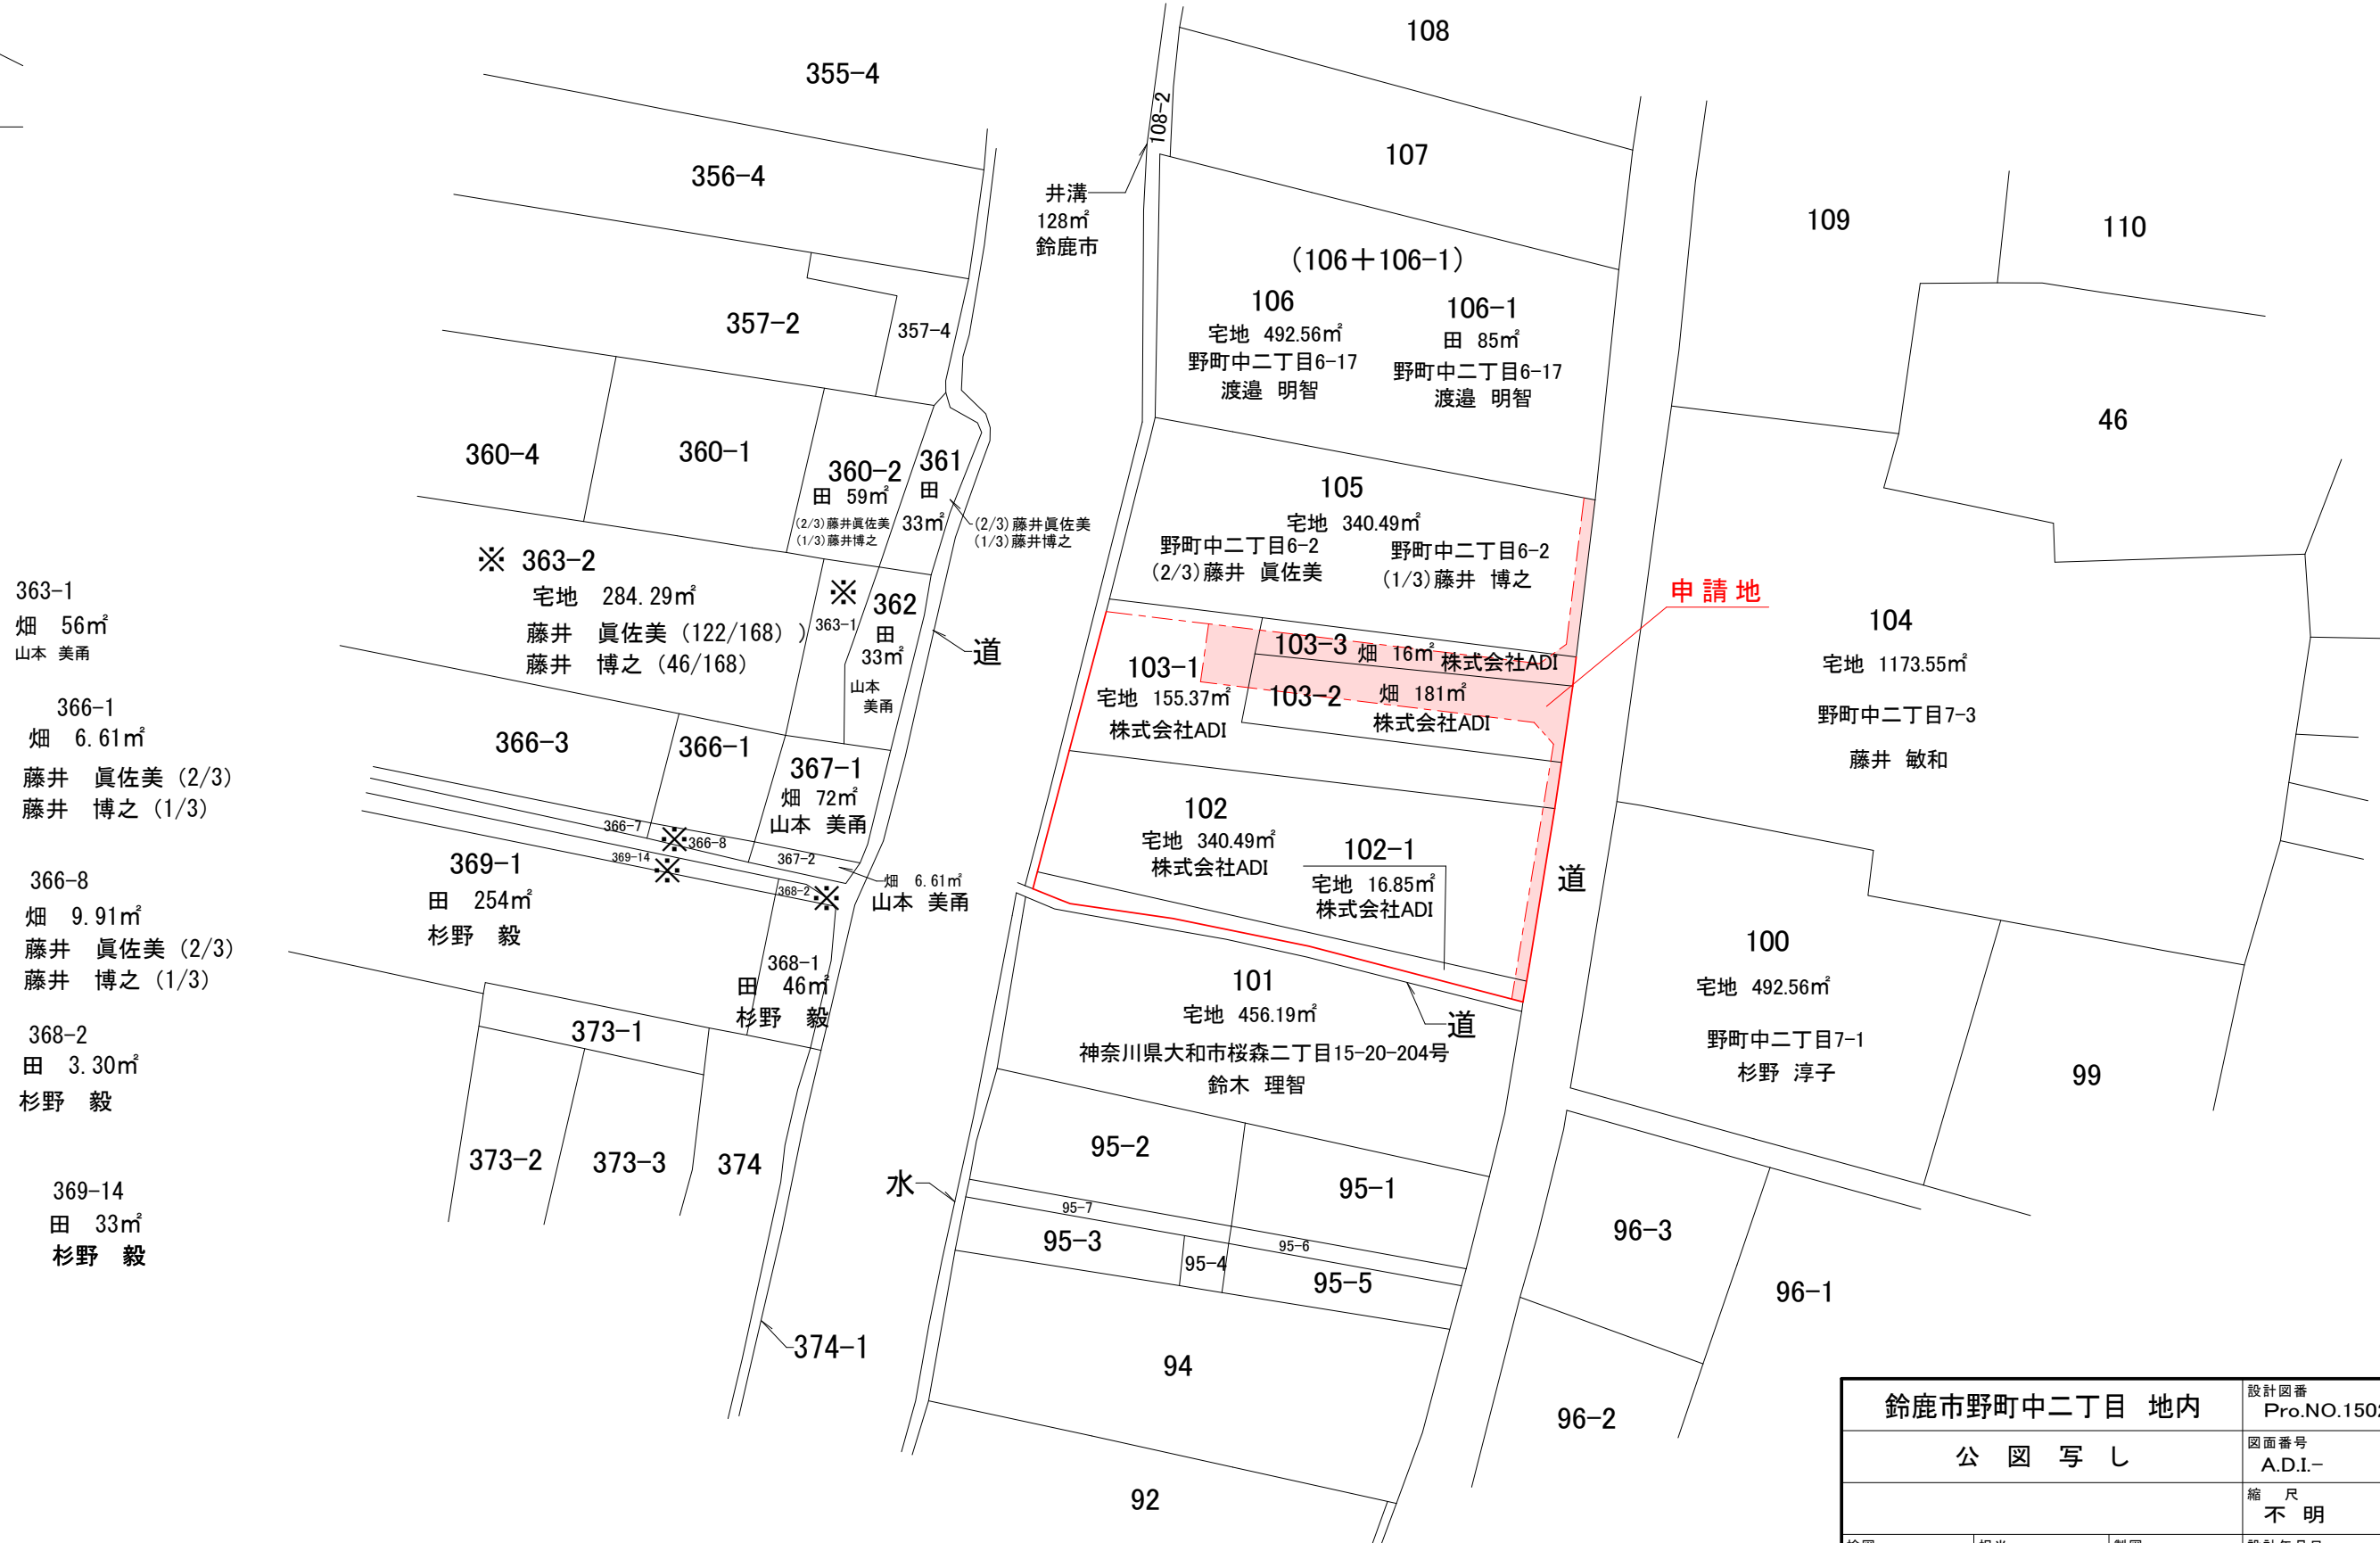 108
355-4
108-2
107
356-4
井溝
128㎡
鈴鹿市
109
110
(106＋106-1)
106
宅地 492.56㎡
野町中二丁目6-17
渡邉 明智
106-1
田 85㎡
野町中二丁目6-17
渡邉 明智
357-2
357-4
46
360-4
360-1
360-2
田 59㎡
(2/3)藤井眞佐美
(1/3)藤井博之
361
田
33㎡
(2/3)藤井眞佐美
(1/3)藤井博之
105
宅地 340.49㎡
野町中二丁目6-2
(2/3)藤井 眞佐美
野町中二丁目6-2
(1/3)藤井 博之
※ 363-2
宅地 284.29㎡
藤井 眞佐美 (122/168) )
藤井 博之 (46/168)
※
363-1
362
田
33㎡
山本
美甬
道
申請地
363-1
畑 56㎡
山本 美甬
103-3 畑 16㎡ 株式会社ADI
103-1
宅地 155.37㎡
株式会社ADI
103-2 畑 181㎡
株式会社ADI
104
宅地 1173.55㎡
野町中二丁目7-3
藤井 敏和
366-1
畑 6.61㎡
藤井 眞佐美 (2/3)
藤井 博之 (1/3)
366-3
366-1
367-1
畑 72㎡
山本 美甬
366-7
※
366-8
369-14
※
367-2
368-2
※
畑 6.61㎡
山本 美甬
102
宅地 340.49㎡
株式会社ADI
102-1
宅地 16.85㎡
株式会社ADI
道
369-1
田 254㎡
杉野 毅
366-8
畑 9.91㎡
藤井 眞佐美 (2/3)
藤井 博之 (1/3)
368-1
田 46㎡
杉野 毅
101
宅地 456.19㎡
神奈川県大和市桜森二丁目15-20-204号
鈴木 理智
道
100
宅地 492.56㎡
野町中二丁目7-1
杉野 淳子
99
368-2
田 3.30㎡
杉野 毅
373-1
373-2
373-3
374
369-14
田 33㎡
杉野 毅
水
95-2
95-1
95-7
95-6
95-3
95-4
95-5
96-3
96-1
374-1
94
96-2
92
鈴鹿市野町中二丁目 地内
設計図番
Pro.NO.150
公図写し
図面番号
A.D.I.-
縮尺
不明